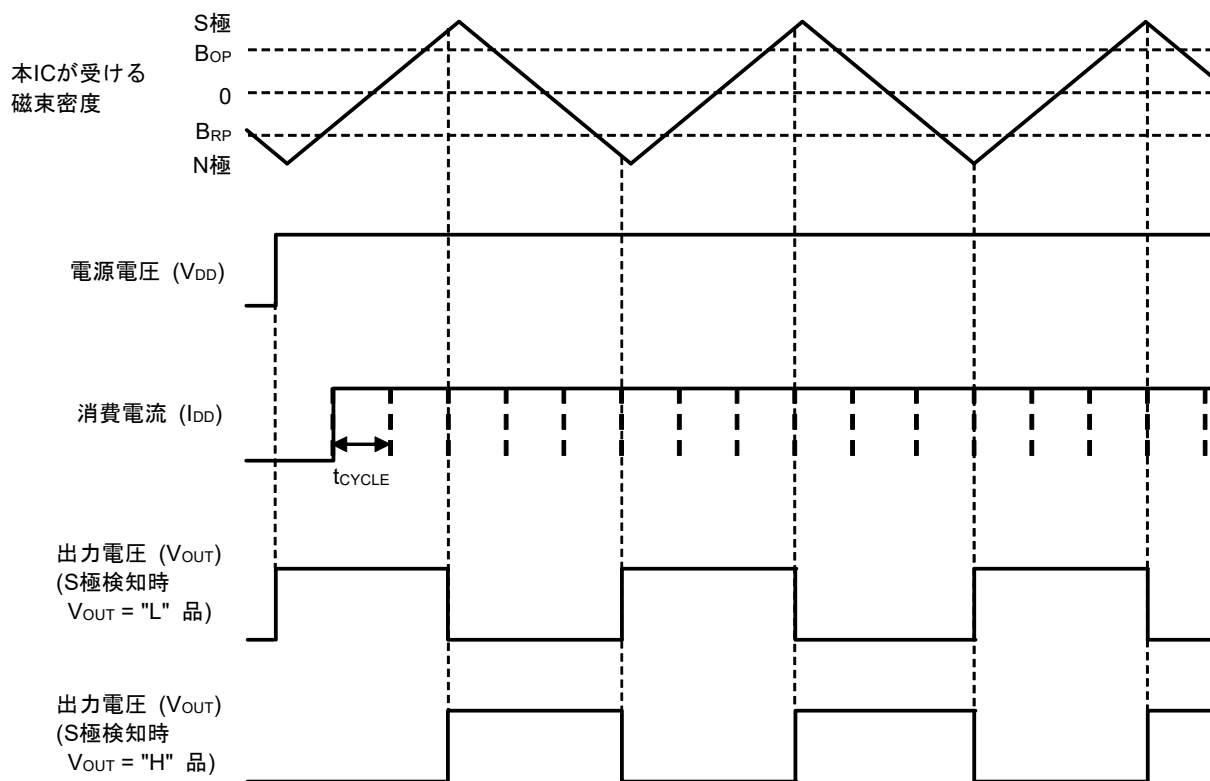 S極
BOP
本ICが受ける
磁束密度
0
BRP
N極
電源電圧 (VDD)
消費電流 (IDD)
tCYCLE
出力電圧 (VOUT)
(S極検知時
VOUT = "L" 品)
出力電圧 (VOUT)
(S極検知時
VOUT = "H" 品)